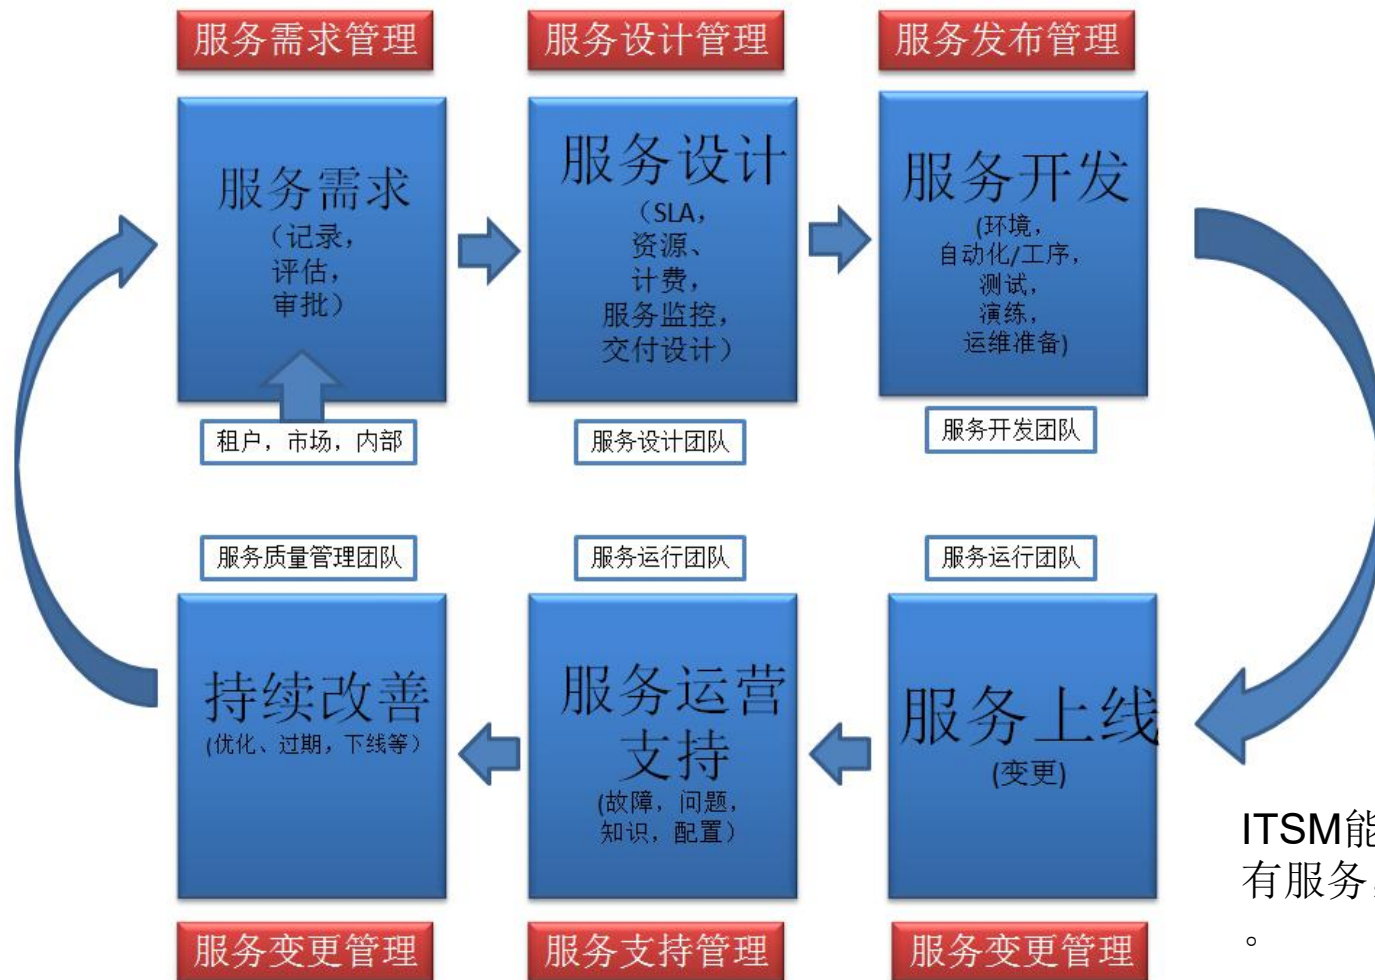 服务需求管理
服务设计管理
服务发布管理
服务需求
（记录，
评估，
审批）
服务设计
（SLA，
资源、
计费，
服务监控，
交付设计）
服务开发
(环境，
自动化/工序，
测试，
演练，
运维准备)
租户，市场，内部
服务设计团队
服务开发团队
服务质量管理团队
服务运行团队
服务运行团队
持续改善
(优化、过期，下线等）
服务运营
支持
(故障，问题，
知识，配置）
服务上线
(变更)
ITSM能
有服务，
。
服务变更管理
服务支持管理
服务变更管理